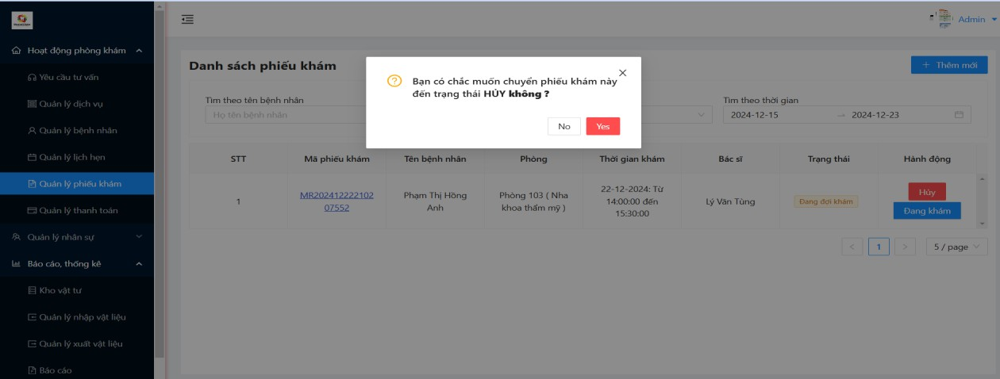 Admin
Hoạt động phòng khám
Yêu cầu tư vấn
Quản lý dịch vụ
Quản lý bệnh nhân
Quản lý lịch hẹn
Quản lý phiếu khám
Quản lý thanh toán
Quản lý nhân sự
Báo cáo, thống kê
Kho vật tư
Quản lý nhập vật liệu
Quản lý xuất vật liệu
Báo cáo
Danh sách phiếu khám
+ Thêm mới
Bạn có chắc muốn chuyển phiếu khám này
đến trạng thái HỦY không ?
No
Yes
Tìm theo tên bệnh nhân
Họ tên bệnh nhân
Tìm theo thời gian
2024-12-15 → 2024-12-23
STT Mã phiếu khám Tên bệnh nhân Phòng Thời gian khám Bác sĩ Trạng thái Hành động
1
MR202412222102
07552
Phạm Thị Hồng
Anh
Phòng 103 ( Nha
khoa thẩm mỹ )
22-12-2024: Từ
14:00:00 đến
15:30:00
Lý Văn Tùng
Đang đợi khám
Hủy
Đang khám
< 1 > 5 / page